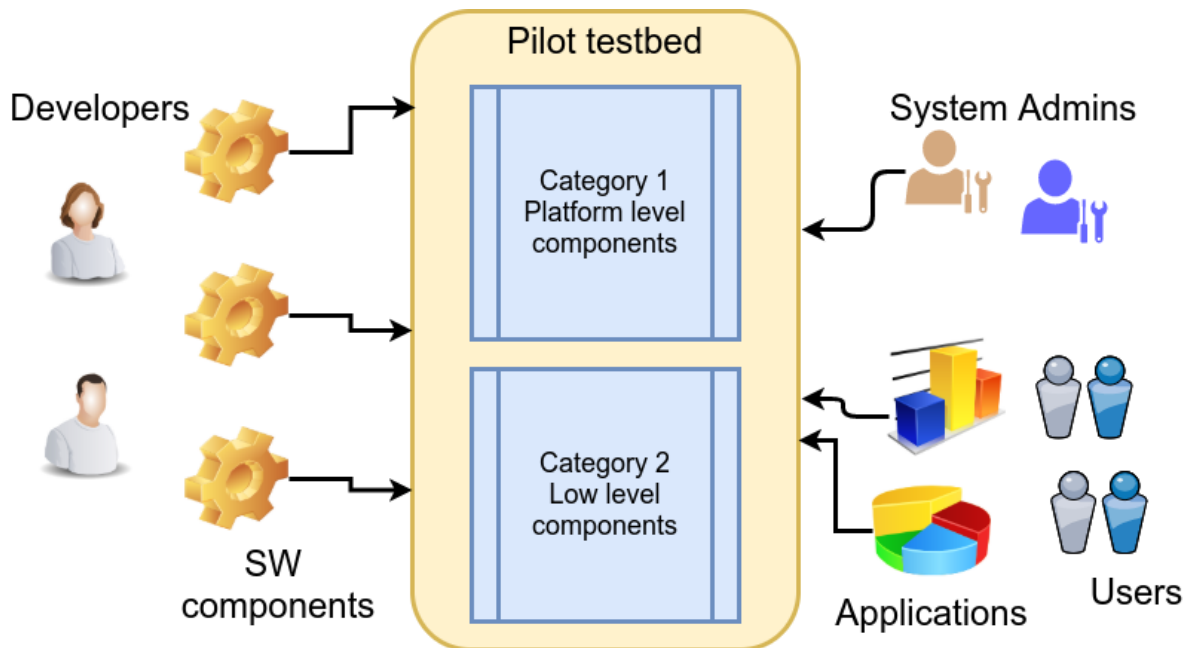 Pilot testbed
Developers
System Admins
Category 1
Platform level
components
Category 2
Low level
components
SW
components
Applications
Users